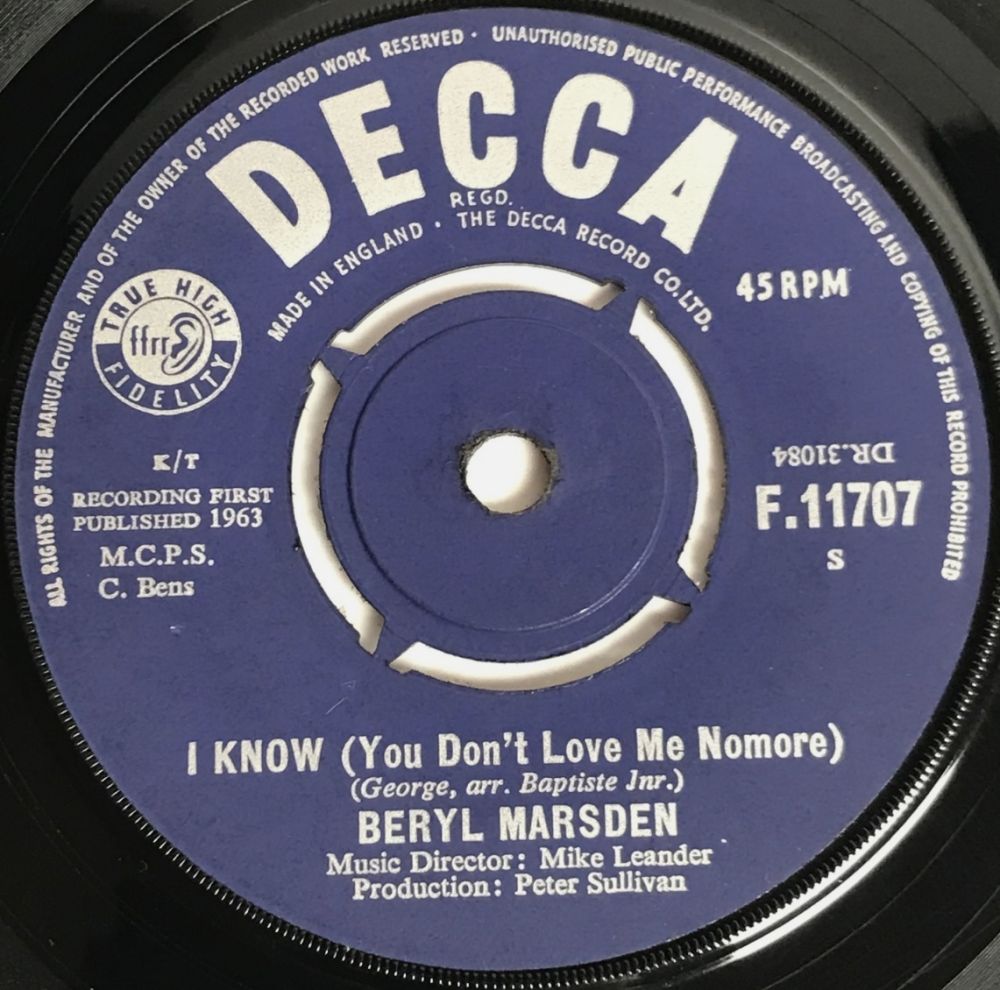 ALL RIGHTS OF THE MANUFACTURER AND OF THE OWNER OF THE RECORDED WORK RESERVED · UNAUTHORISED PUBLIC PERFORMANCE BROADCASTING AND COPYING OF THIS RECORD PROHIBITED
DECCA
REGD.
MADE IN ENGLAND · THE DECCA RECORD CO.LTD.
TRUE HIGH
ffrr
FIDELITY
45 RPM
K/T
RECORDING FIRST
PUBLISHED 1963
M.C.P.S.
C. Bens
DR.31084
F.11707
S
I KNOW (You Don't Love Me Nomore)
(George, arr. Baptiste Jnr.)
BERYL MARSDEN
Music Director: Mike Leander
Production: Peter Sullivan